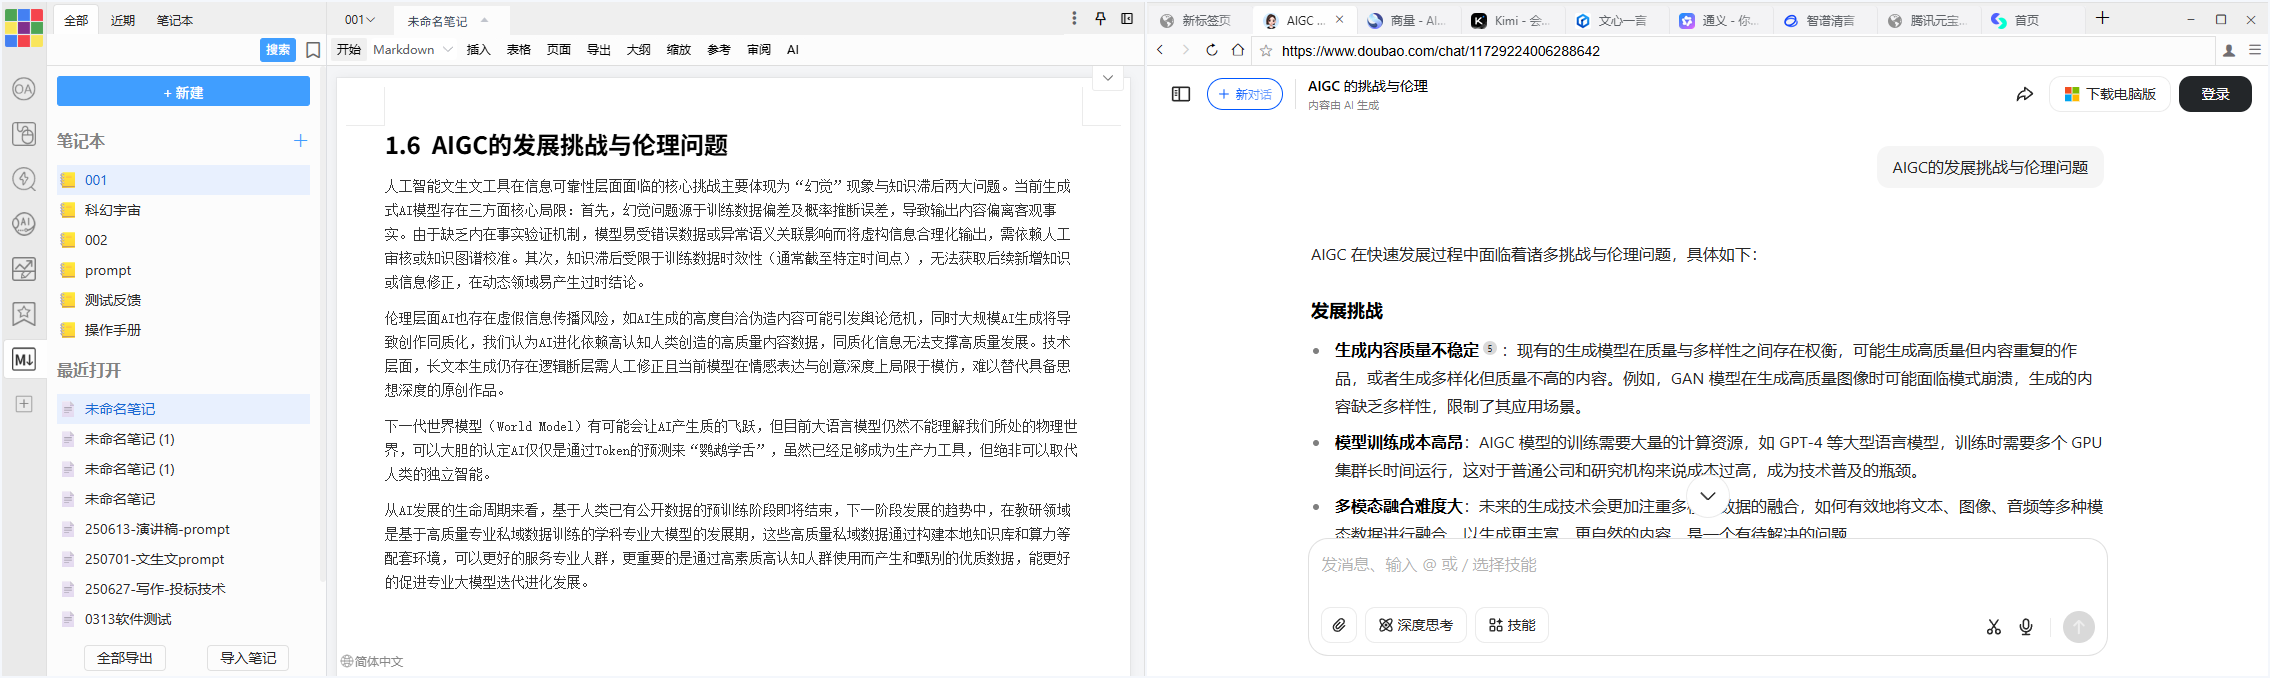 全部 近期 笔记本
001 未命名笔记
搜索
开始 Markdown 插入 表格 页面 导出 大纲 缩放 参考 审阅 AI
+ 新建
笔记本 +
001
科幻宇宙
002
prompt
测试反馈
操作手册
最近打开
未命名笔记
未命名笔记 (1)
未命名笔记 (1)
未命名笔记
250613-演讲稿-prompt
250701-文生文prompt
250627-写作-投标技术
0313软件测试
全部导出 导入笔记
OA
AI
M↓
1.6 AIGC的发展挑战与伦理问题
人工智能文生文工具在信息可靠性层面面临的核心挑战主要体现为“幻觉”现象与知识滞后两大问题。当前生成
式AI模型存在三方面核心局限：首先，幻觉问题源于训练数据偏差及概率推断误差，导致输出内容偏离客观事
实。由于缺乏内在事实验证机制，模型易受错误数据或异常语义关联影响而将虚构信息合理化输出，需依赖人工
审核或知识图谱校准。其次，知识滞后受限于训练数据时效性（通常截至特定时间点），无法获取后续新增知识
或信息修正，在动态领域易产生过时结论。
伦理层面AI也存在虚假信息传播风险，如AI生成的高度自洽伪造内容可能引发舆论危机，同时大规模AI生成将导
致创作同质化，我们认为AI进化依赖高认知人类创造的高质量内容数据，同质化信息无法支撑高质量发展。技术
层面，长文本生成仍存在逻辑断层需人工修正且当前模型在情感表达与创意深度上局限于模仿，难以替代具备思
想深度的原创作品。
下一代世界模型（World Model）有可能会让AI产生质的飞跃，但目前大语言模型仍然不能理解我们所处的物理世
界，可以大胆的认定AI仅仅是通过Token的预测来“鹦鹉学舌”，虽然已经足够成为生产力工具，但绝非可以取代
人类的独立智能。
从AI发展的生命周期来看，基于人类已有公开数据的预训练阶段即将结束，下一阶段发展的趋势中，在教研领域
是基于高质量专业私域数据训练的学科专业大模型的发展期，这些高质量私域数据通过构建本地知识库和算力等
配套环境，可以更好的服务专业人群，更重要的是通过高素质高认知人群使用而产生和甄别的优质数据，能更好
的促进专业大模型迭代进化发展。
简体中文
新标签页 AIGC ... 商量 - AI... Kimi - 会... 文心一言 通义 - 你... 智谱清言 腾讯元宝... 首页
https://www.doubao.com/chat/11729224006288642
+ 新对话
AIGC 的挑战与伦理
内容由 AI 生成
下载电脑版 登录
AIGC的发展挑战与伦理问题
AIGC 在快速发展过程中面临着诸多挑战与伦理问题，具体如下：
发展挑战
• 生成内容质量不稳定 5 ：现有的生成模型在质量与多样性之间存在权衡，可能生成高质量但内容重复的作
品，或者生成多样化但质量不高的内容。例如，GAN 模型在生成高质量图像时可能面临模式崩溃，生成的内
容缺乏多样性，限制了其应用场景。
• 模型训练成本高昂：AIGC 模型的训练需要大量的计算资源，如 GPT-4 等大型语言模型，训练时需要多个 GPU
集群长时间运行，这对于普通公司和研究机构来说成本过高，成为技术普及的瓶颈。
• 多模态融合难度大：未来的生成技术会更加注重多 数据的融合，如何有效地将文本、图像、音频等多种模
态数据进行融合，以生成更丰富、更自然的内容，是一个有待解决的问题
发消息、输入 @ 或 / 选择技能
深度思考 技能